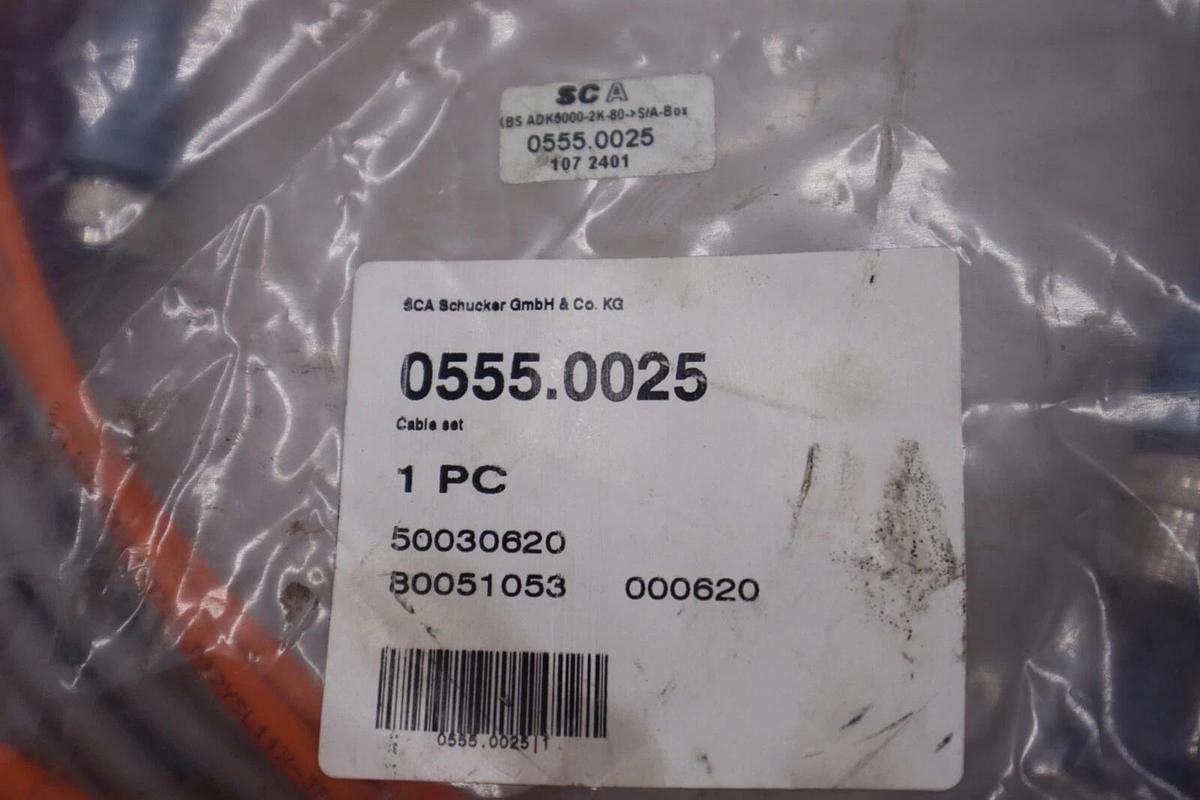 SCA
KBS ADK5000-2K-80->S/A-Box
0555.0025
107 2401
SCA Schucker GmbH & Co. KG
0555.0025
Cable set
1 PC
50030620
80051053 000620
0555.0025|1